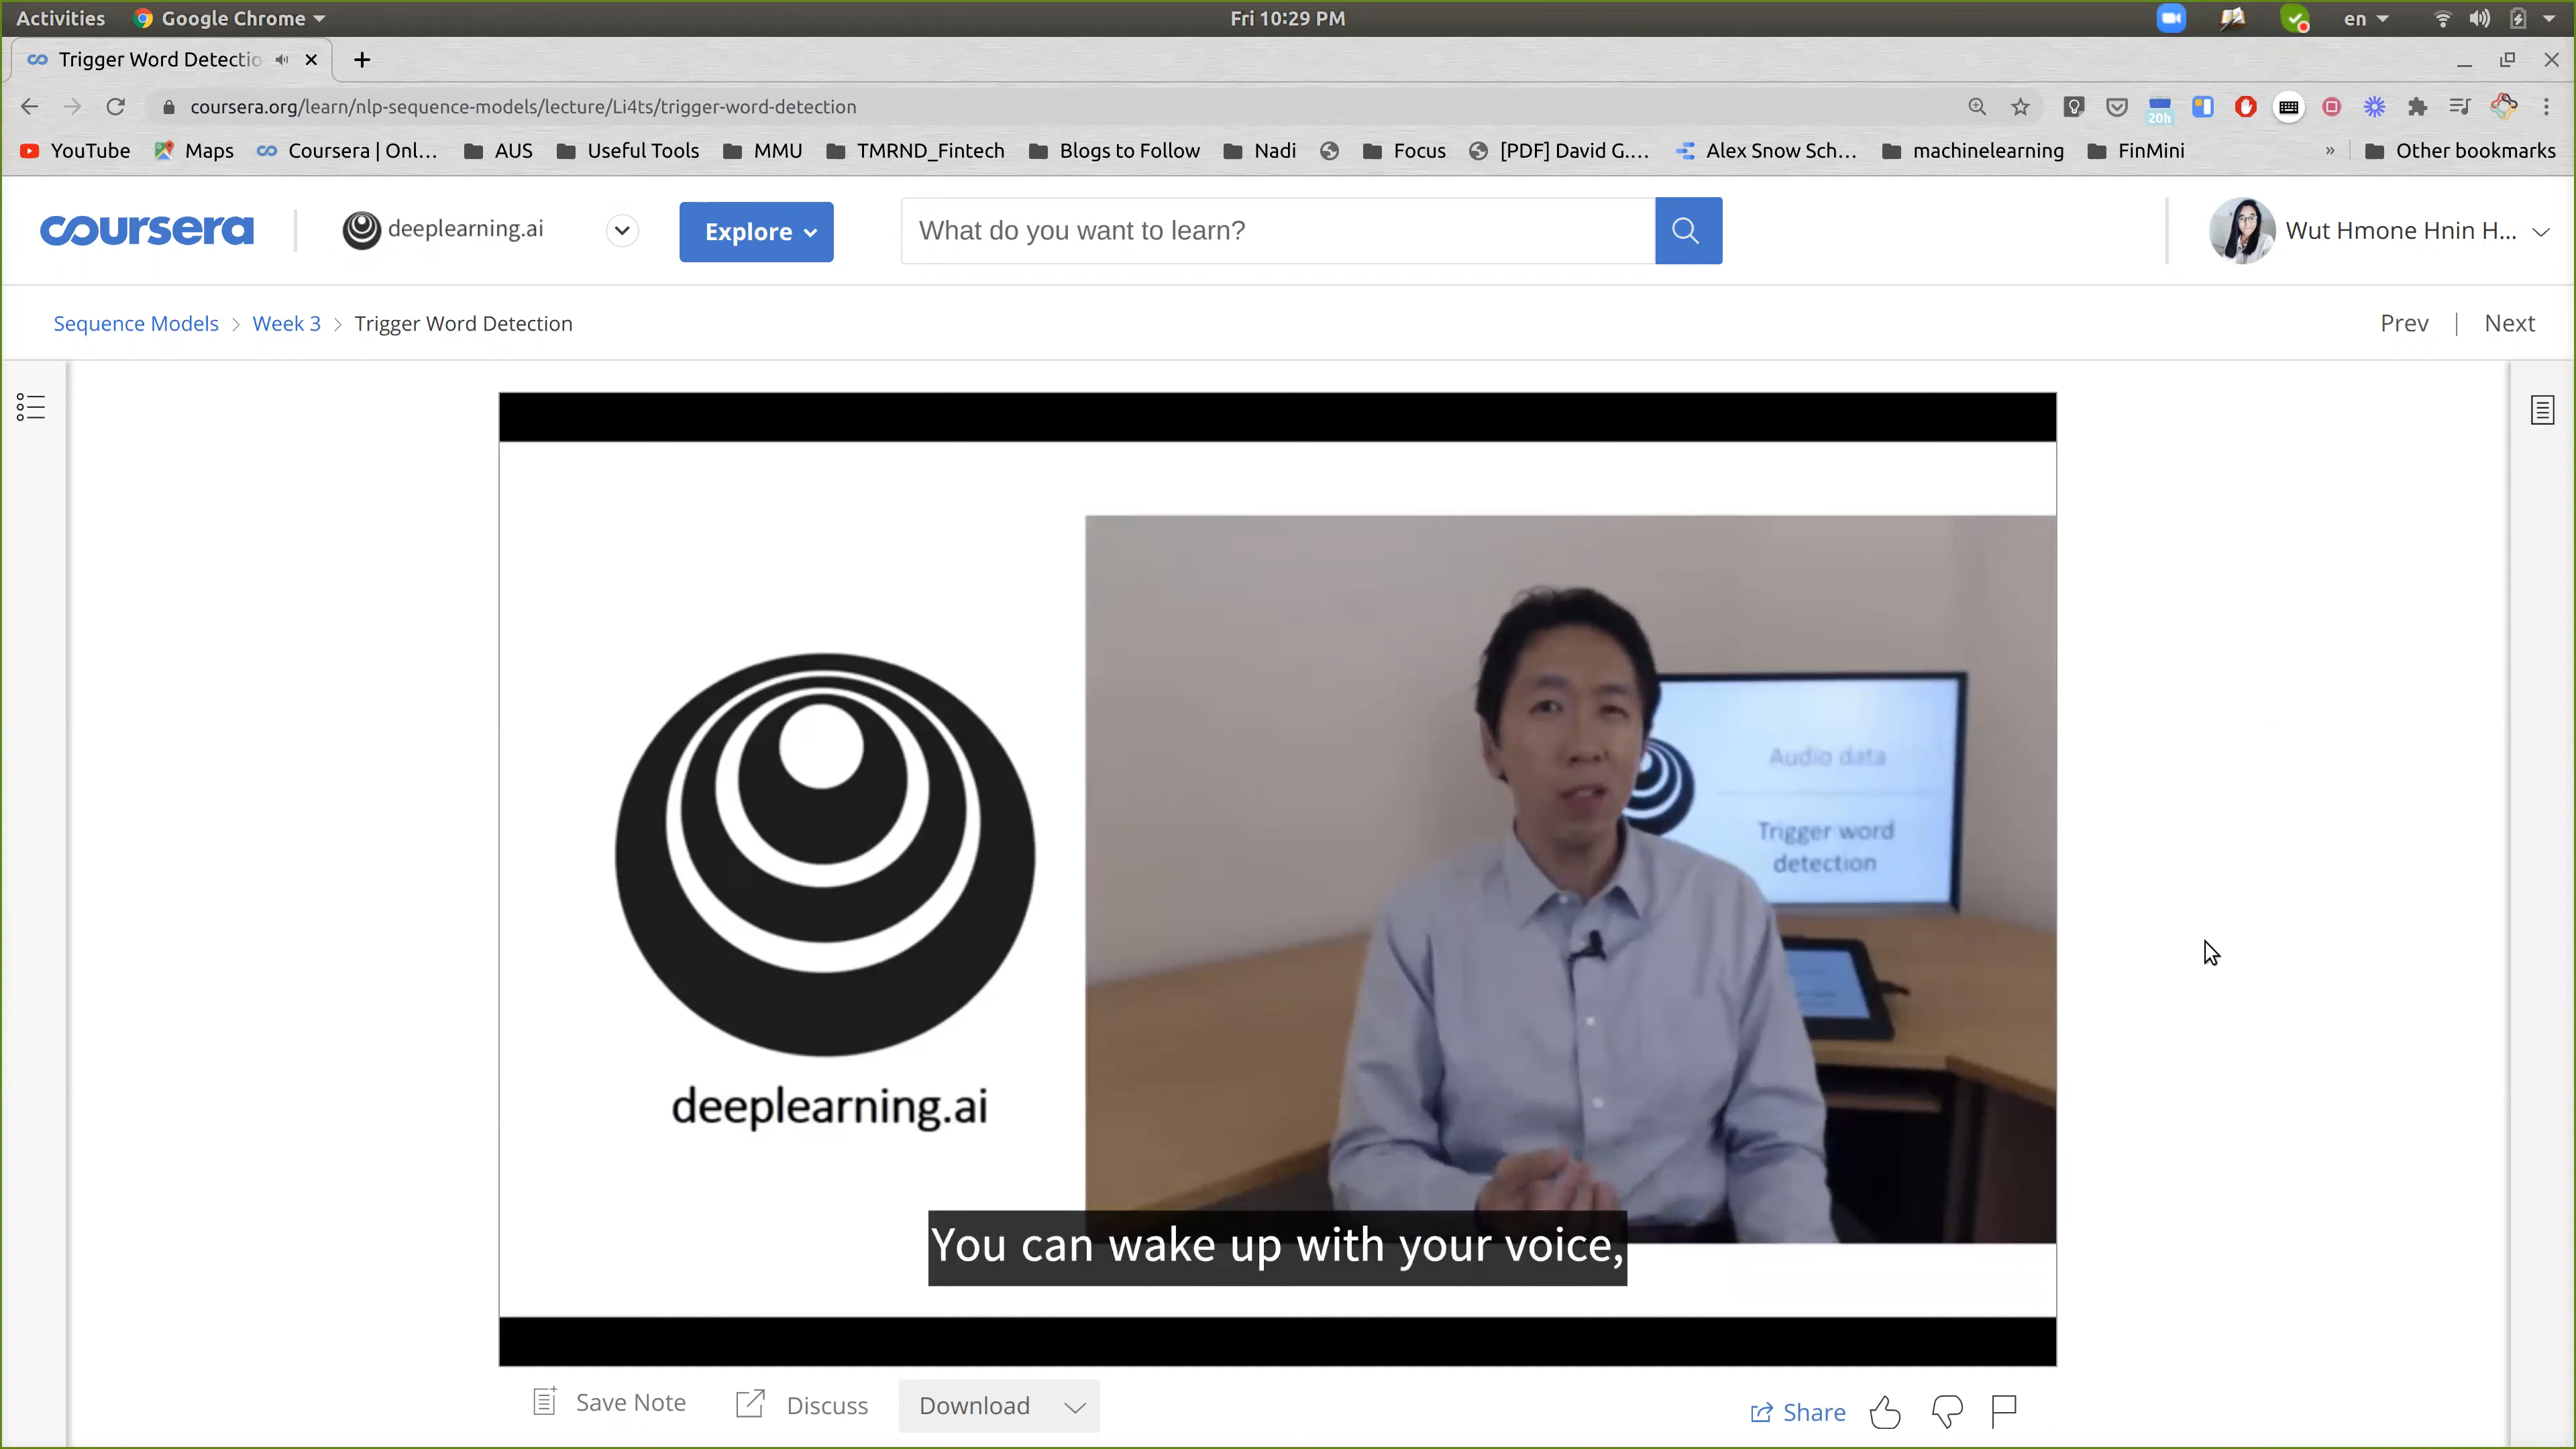 Activities
Google Chrome
Fri 10:29 PM
en
Trigger Word Detectio
coursera.org/learn/nlp-sequence-models/lecture/Li4ts/trigger-word-detection
20h
YouTube
Maps
Coursera | Onl...
AUS
Useful Tools
MMU
TMRND_Fintech
Blogs to Follow
Nadi
Focus
[PDF] David G....
Alex Snow Sch...
machinelearning
FinMini
»
Other bookmarks
coursera
deeplearning.ai
Explore
What do you want to learn?
Wut Hmone Hnin H...
Sequence Models > Week 3 > Trigger Word Detection
Prev | Next
Audio data
Trigger word
detection
deeplearning.ai
You can wake up with your voice,
Save Note
Discuss
Download
Share